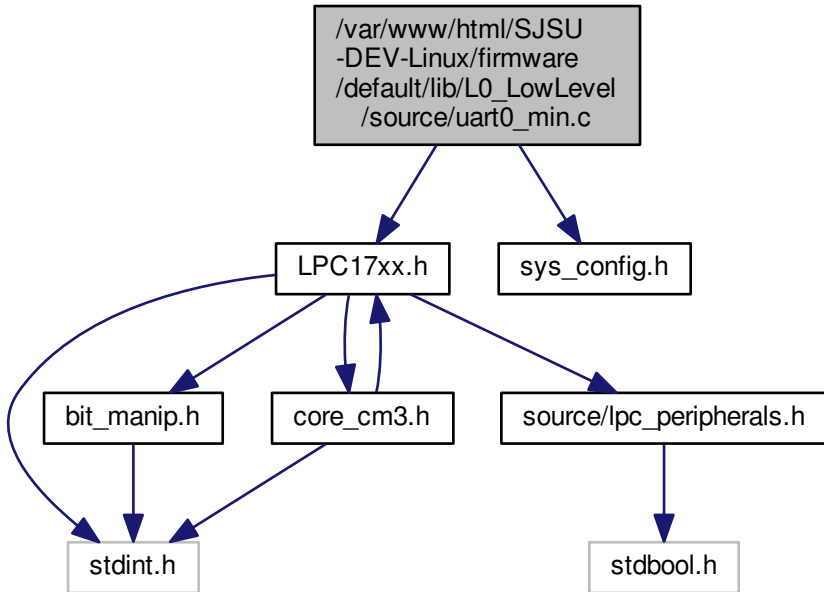 /var/www/html/SJSU
-DEV-Linux/firmware
/default/lib/L0_LowLevel
/source/uart0_min.c
LPC17xx.h
sys_config.h
bit_manip.h
core_cm3.h
source/lpc_peripherals.h
stdint.h
stdbool.h